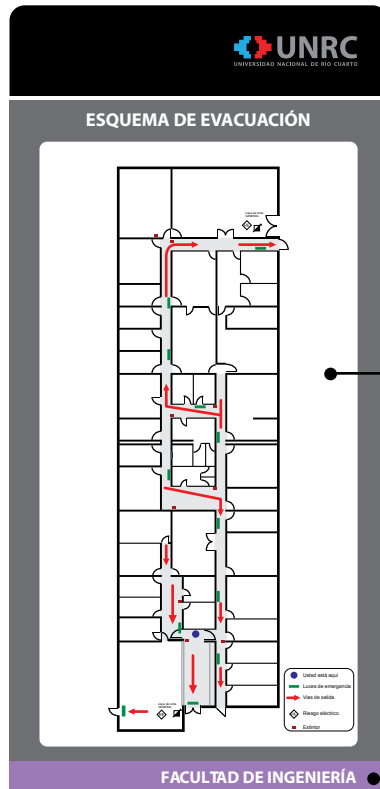 UNRC
UNIVERSIDAD NACIONAL DE RÍO CUARTO
ESQUEMA DE EVACUACIÓN
Usted está aquí
Luces de emergencia
Vías de salida
Riesgo eléctrico
Extintor
FACULTAD DE INGENIERÍA